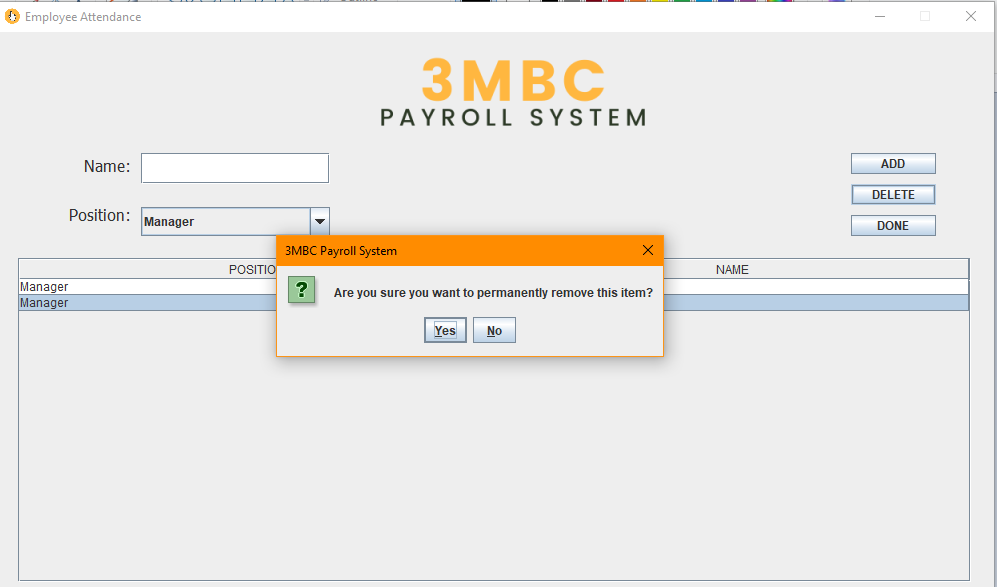 Employee Attendance
3MBC
PAYROLL SYSTEM
Name:
ADD
DELETE
Position:
Manager
DONE
3MBC Payroll System
POSITIO
NAME
?
Are you sure you want to permanently remove this item?
Manager
Manager
Yes
No